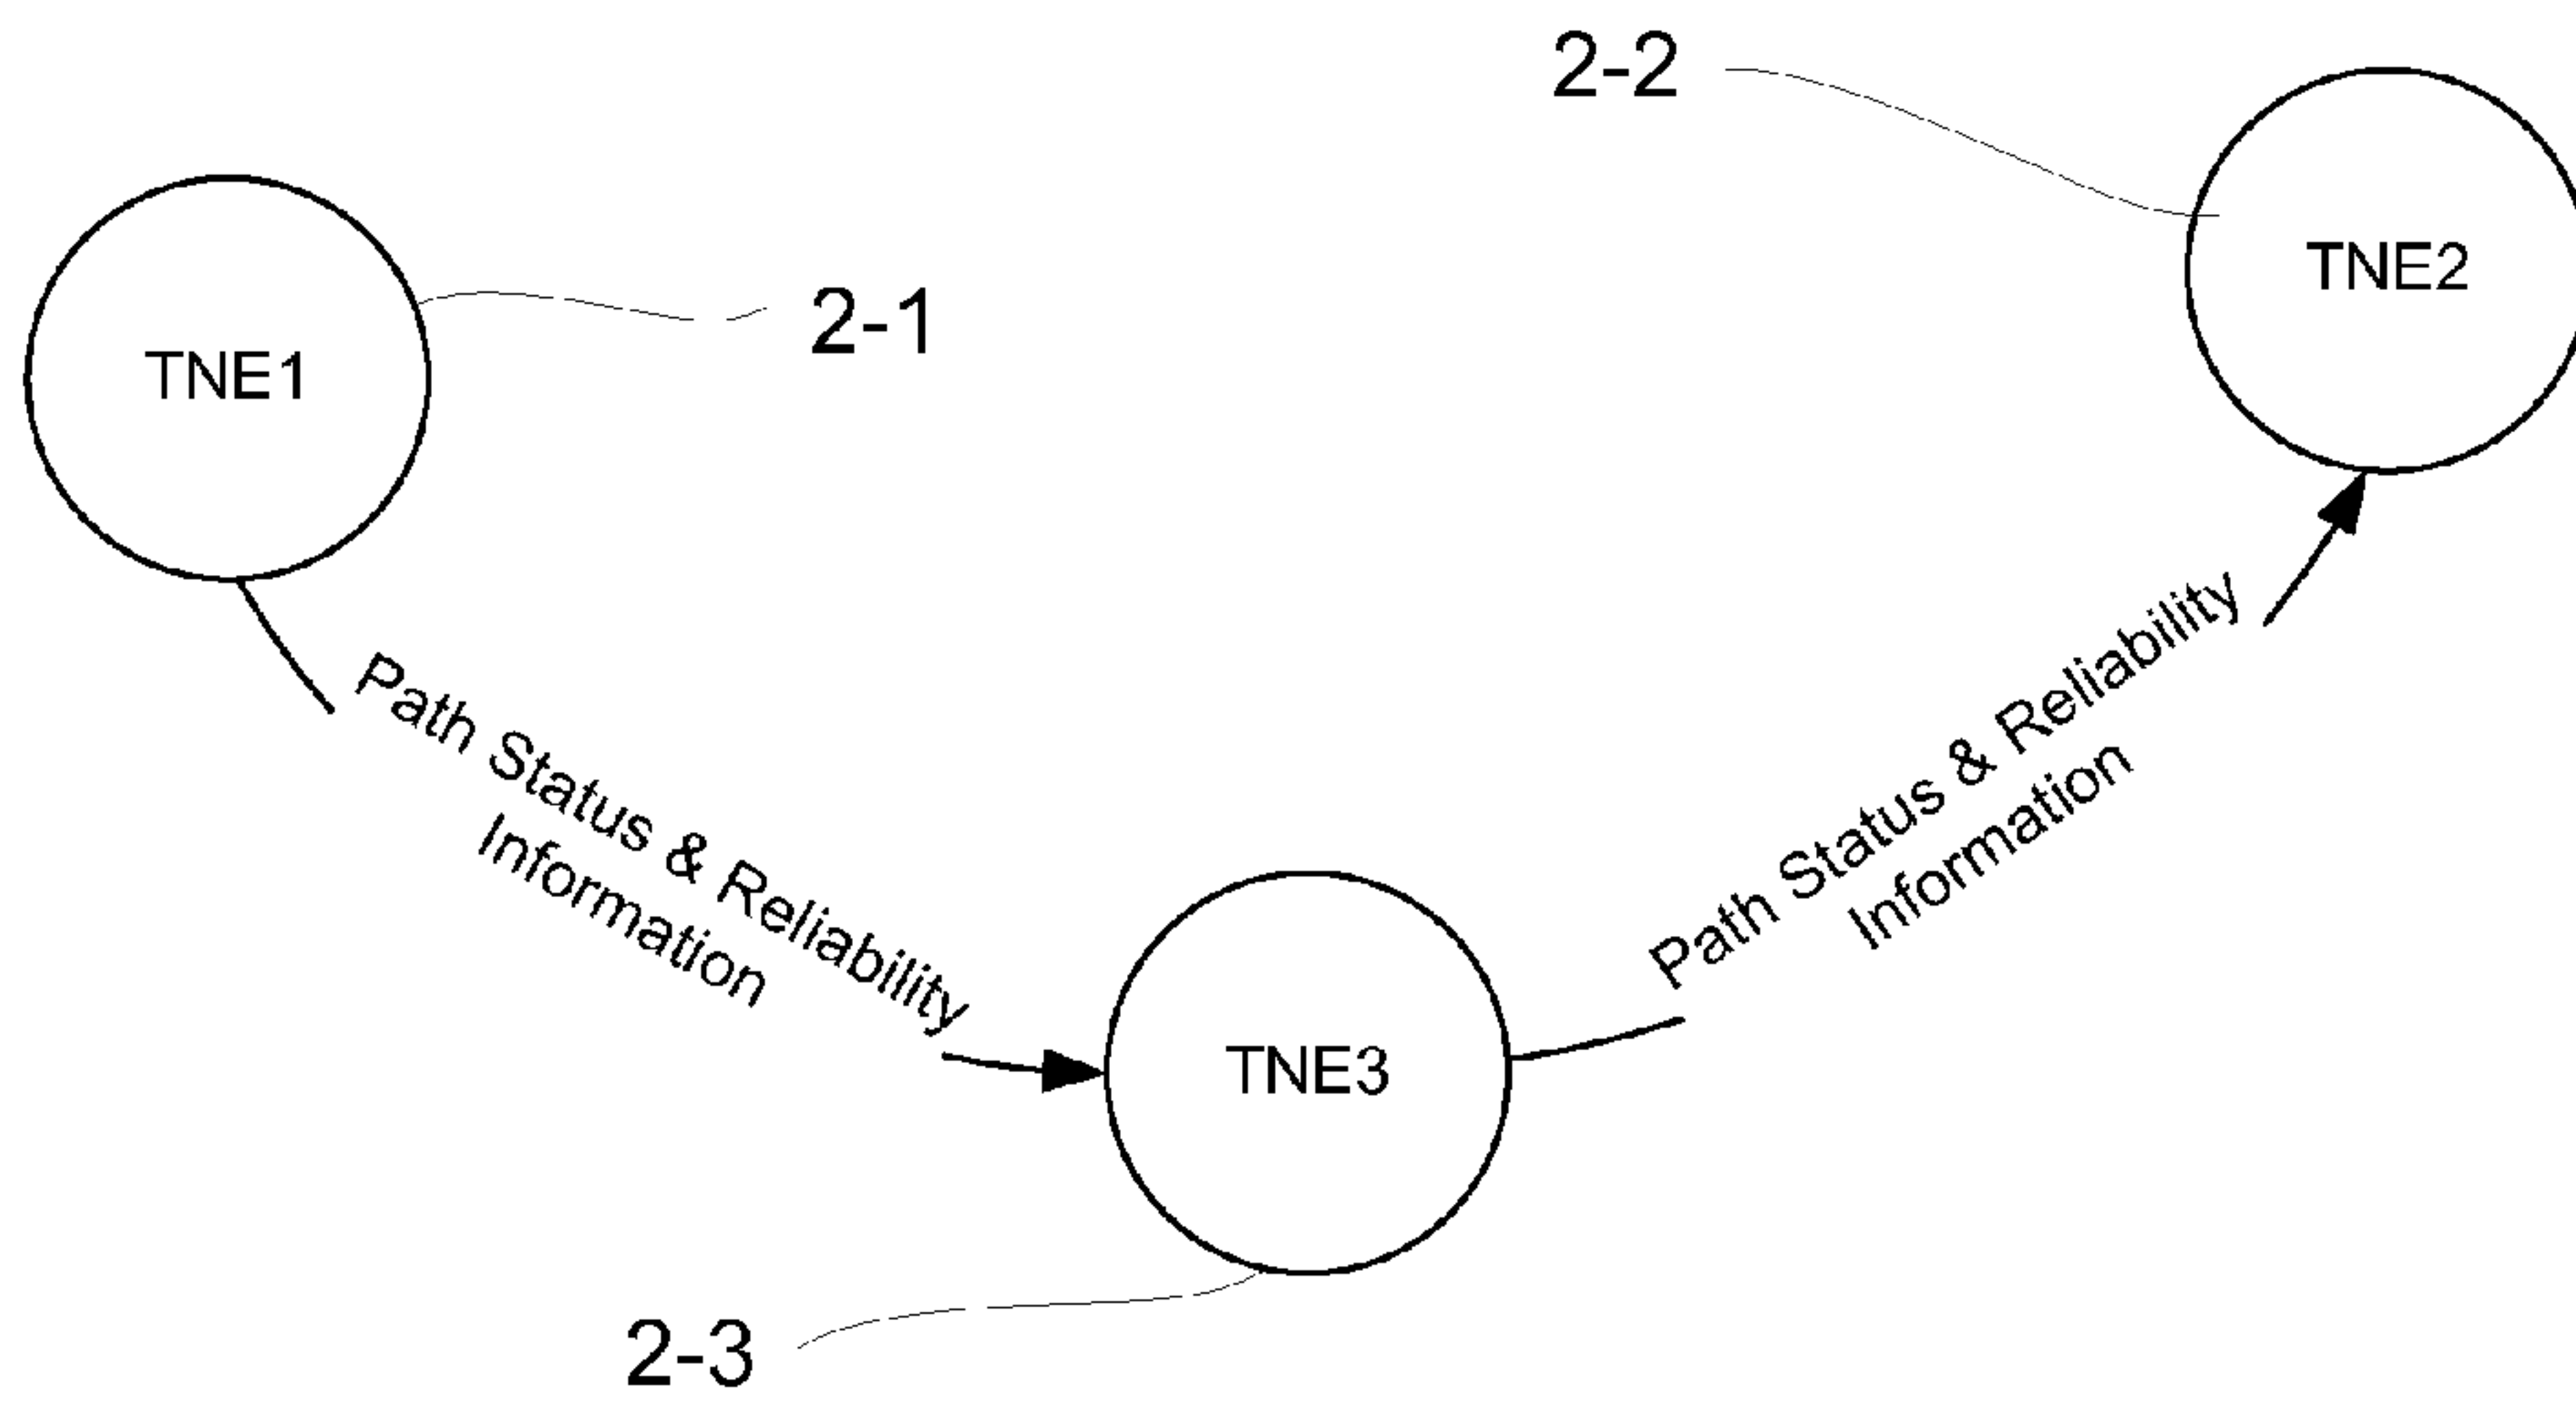 2-2
TNE2
2-1
TNE1
Path Status & Reliability
Information
Path Status & Reliability
Information
TNE3
2-3